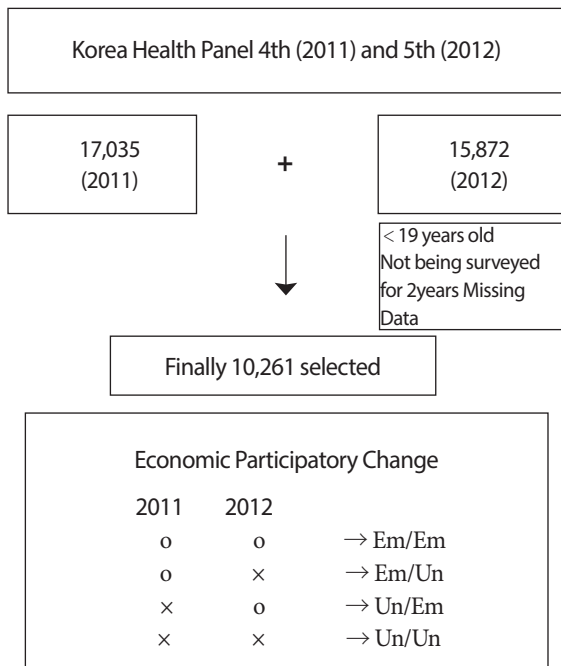 Korea Health Panel 4th (2011) and 5th (2012)
17,035
(2011)
+
15,872
(2012)
< 19 years old
Not being surveyed
for 2years Missing
Data
Finally 10,261 selected
Economic Participatory Change
2011 2012
o o → Em/Em
o × → Em/Un
× o → Un/Em
× × → Un/Un